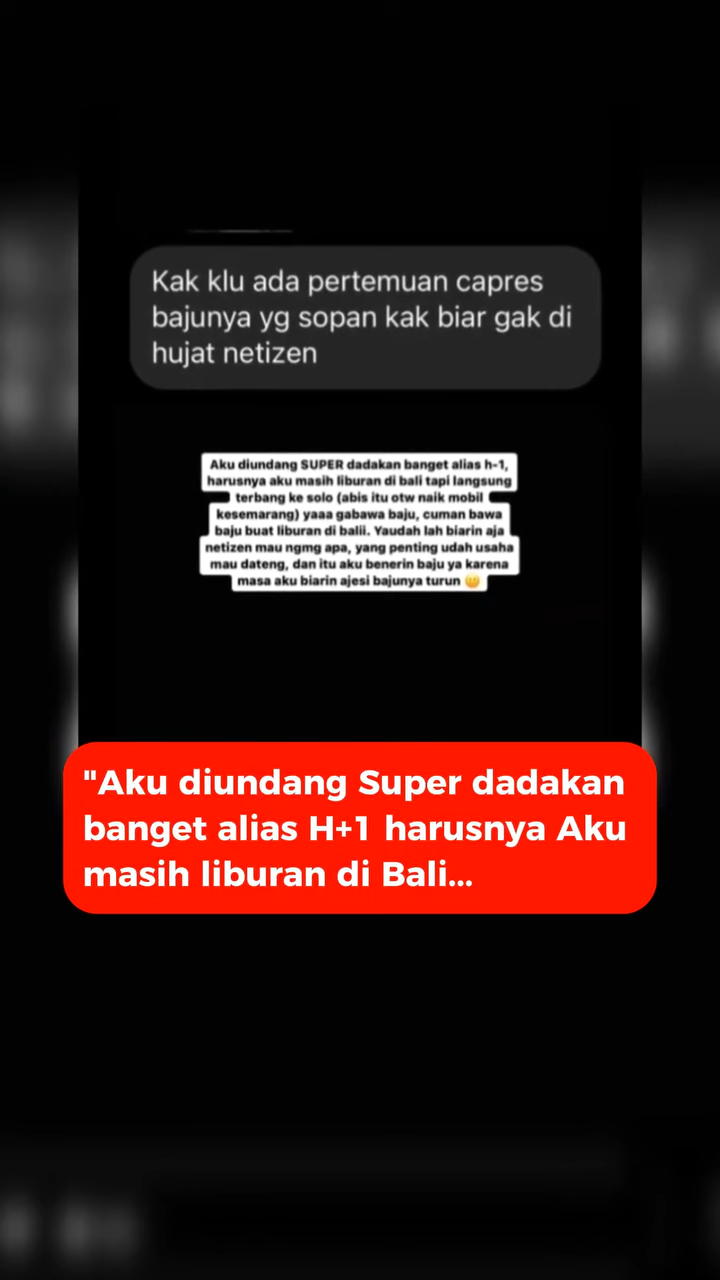 Kak klu ada pertemuan capres
bajunya yg sopan kak biar gak di
hujat netizen
Aku diundang SUPER dadakan banget alias h-1,
harusnya aku masih liburan di bali tapi langsung
terbang ke solo (abis itu otw naik mobil
kesemarang) yaaa gabawa baju, cuman bawa
baju buat liburan di balii. Yaudah lah biarin aja
netizen mau ngmg apa, yang penting udah usaha
mau dateng, dan itu aku benerin baju ya karena
masa aku biarin ajesi bajunya turun 🙂
"Aku diundang Super dadakan
banget alias H+1 harusnya Aku
masih liburan di Bali...